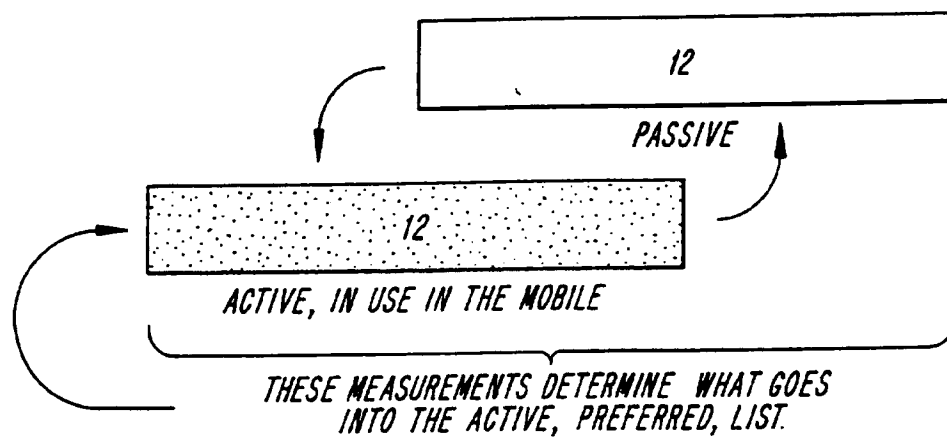 12
PASSIVE
12
ACTIVE, IN USE IN THE MOBILE
THESE MEASUREMENTS DETERMINE WHAT GOES
INTO THE ACTIVE, PREFERRED, LIST.